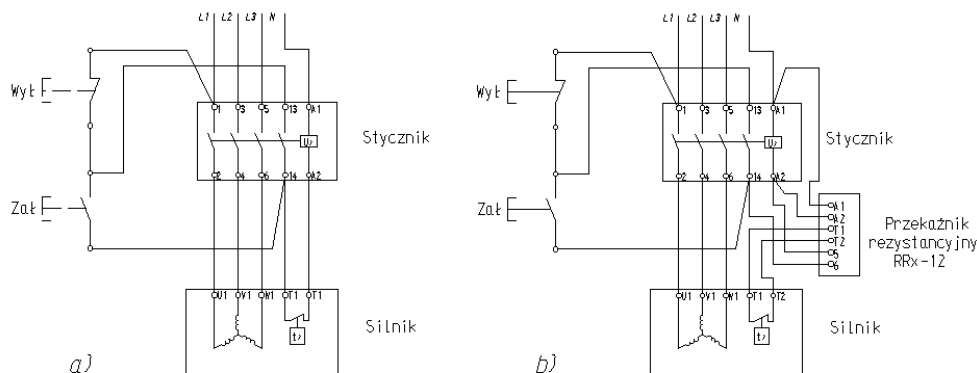 L1 L2 L3 N
Wył
1 3 5 13 A1
U>
Stycznik
2 4 6 14 A2
Zał
U1 V1 W1 T1 T1
t>
Silnik
a)
L1 L2 L3 N
Wył
1 3 5 13 A1
U>
Stycznik
2 4 6 14 A2
Zał
A1
A2
T1
T2
5
6
Przekaźnik
rezystancyjny
RRx-12
U1 V1 W1 T1 T2
t>
Silnik
b)